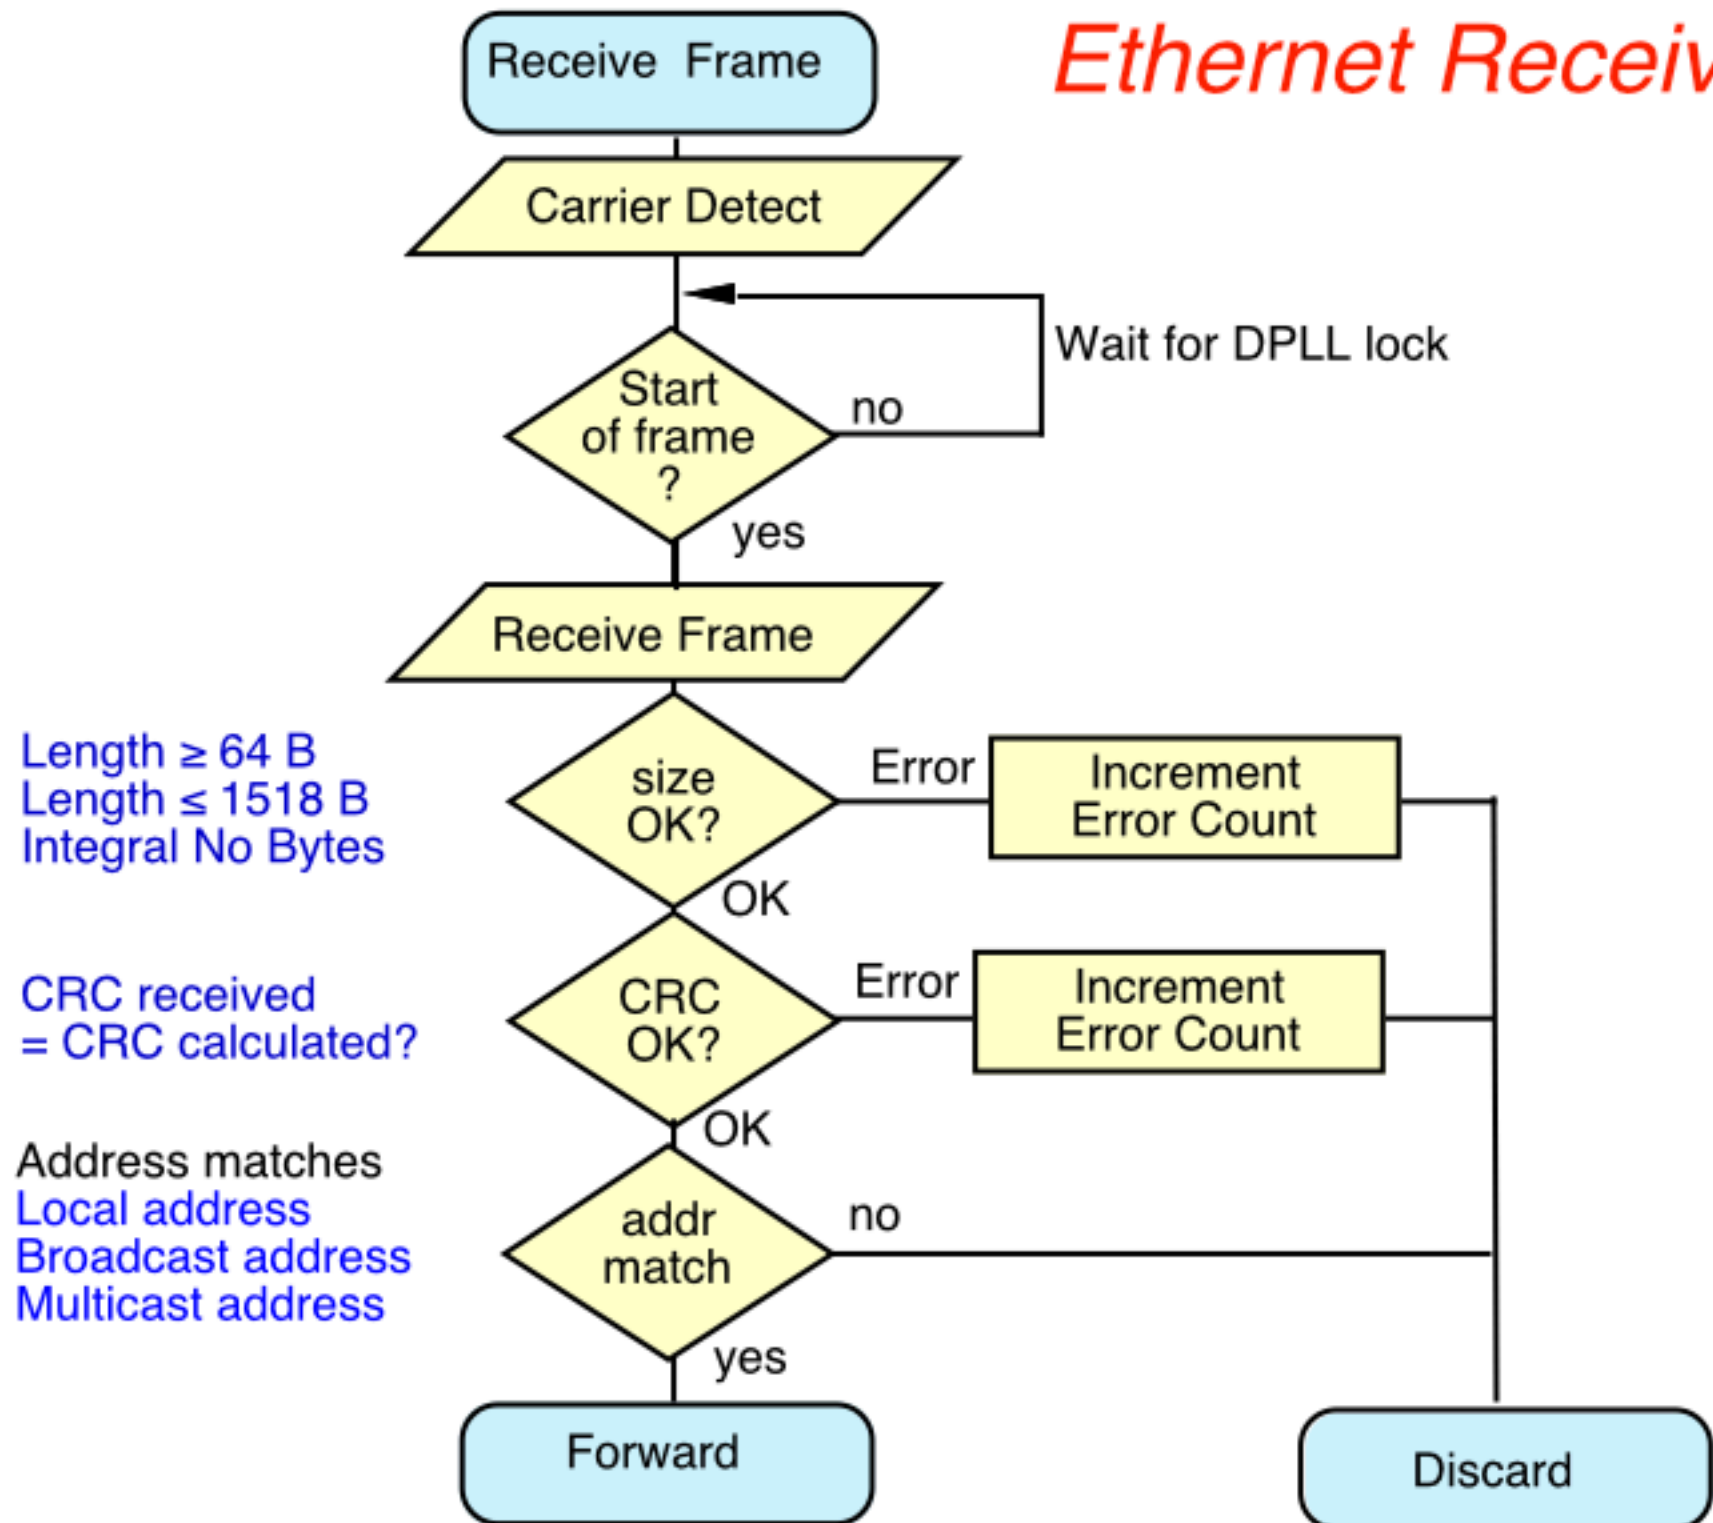 Receive  Frame
Ethernet Receiv
Carrier Detect
Wait for DPLL lock
Start
of frame
?
no
yes
Receive Frame
Length ≥ 64 B
Length ≤ 1518 B
Integral No Bytes
size
OK?
Error
Increment
Error Count
OK
CRC received
= CRC calculated?
CRC
OK?
Error
Increment
Error Count
OK
Address matches
Local address
Broadcast address
Multicast address
addr
match
no
yes
Forward
Discard